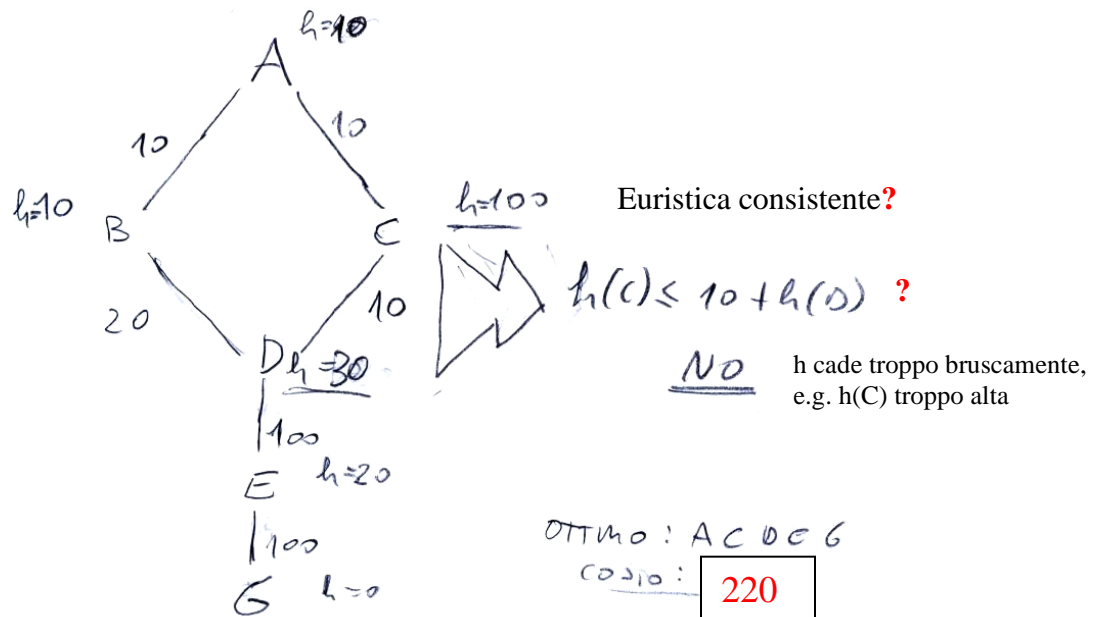 h=10
A
10
10
h=10
B
C
h=100
Euristica consistente?
20
10
h(C) ≤ 10 + h(D) ?
D h=30
NO
h cade troppo bruscamente,
e.g. h(C) troppo alta
100
E h=20
100
G h=0
OTTIMO: A C D E G
COSTO: 220